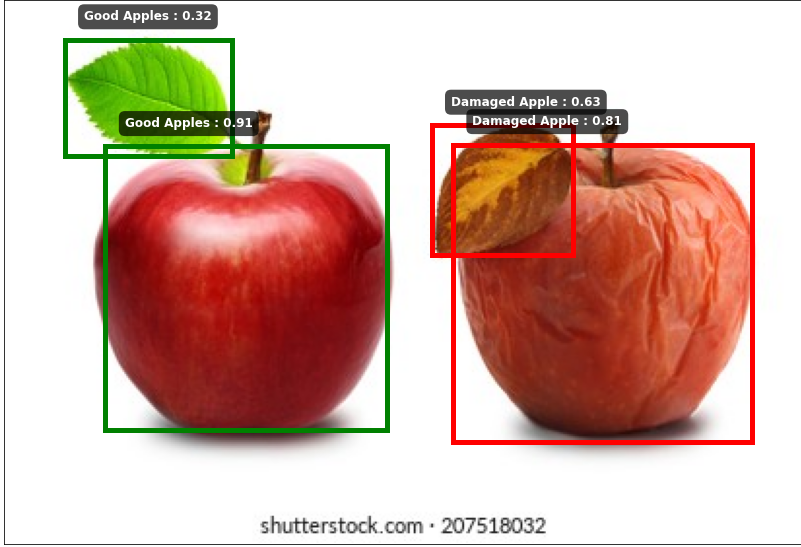 Good Apples : 0.32
Good Apples : 0.91
Damaged Apple : 0.63
Damaged Apple : 0.81
shutterstock.com · 207518032